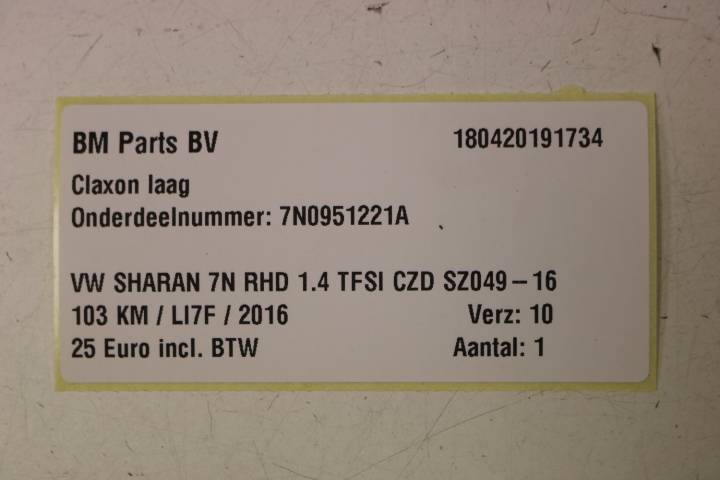 BM Parts BV 180420191734
Claxon laag
Onderdeelnummer: 7N0951221A
VW SHARAN 7N RHD 1.4 TFSI CZD SZ049-16
103 KM / LI7F / 2016 Verz: 10
25 Euro incl. BTW Aantal: 1